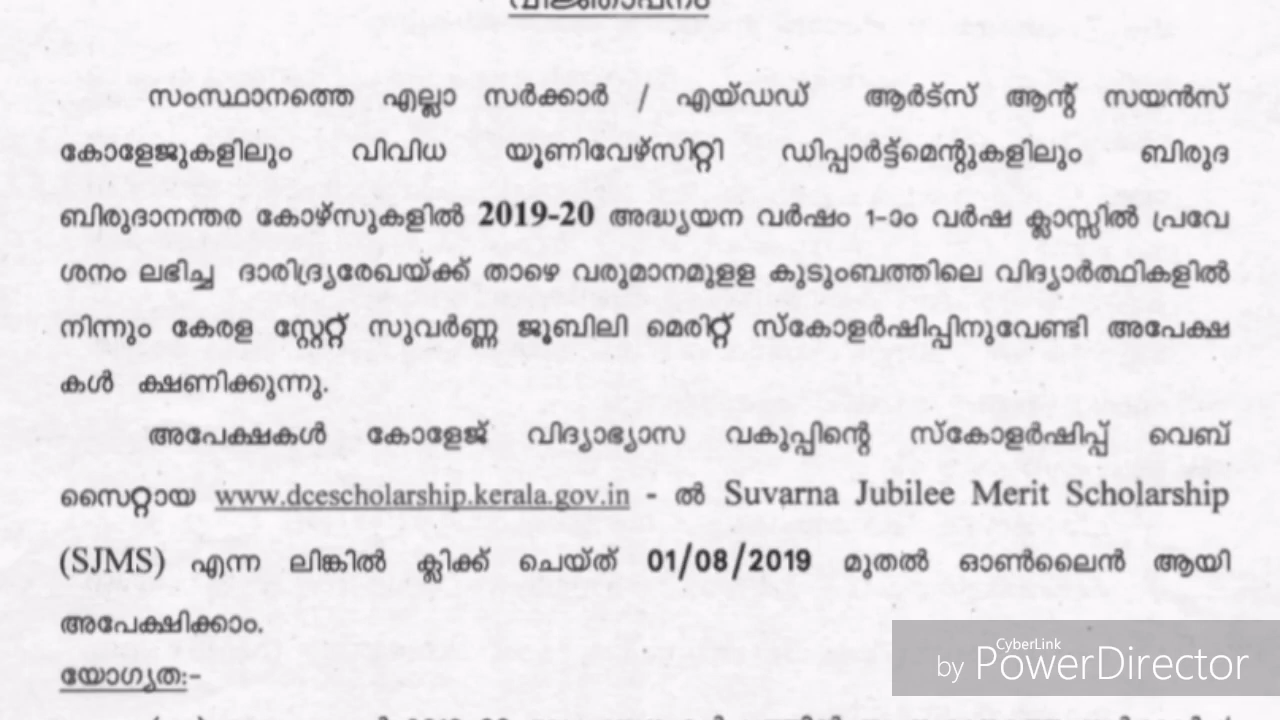 വിജ്ഞാപനം
സംസ്ഥാനത്തെ എല്ലാ സർക്കാർ / എയ്ഡഡ് ആർട്സ് ആന്റ് സയൻസ്
കോളേജുകളിലും വിവിധ യൂണിവേഴ്സിറ്റി ഡിപ്പാർട്ട്മെന്റുകളിലും ബിരുദ
ബിരുദാനന്തര കോഴ്സുകളിൽ 2019-20 അദ്ധ്യയന വർഷം 1-ാം വർഷ ക്ലാസ്സിൽ പ്രവേ
ശനം ലഭിച്ച ദാരിദ്ര്യരേഖയ്ക്ക് താഴെ വരുമാനമുളള കുടുംബത്തിലെ വിദ്യാർത്ഥികളിൽ
നിന്നും കേരള സ്റ്റേറ്റ് സുവർണ്ണ ജൂബിലി മെരിറ്റ് സ്കോളർഷിപ്പിനുവേണ്ടി അപേക്ഷ
കൾ ക്ഷണിക്കുന്നു.
അപേക്ഷകൾ കോളേജ് വിദ്യാഭ്യാസ വകുപ്പിന്റെ സ്കോളർഷിപ്പ് വെബ്
സൈറ്റായ www.dcescholarship.kerala.gov.in - ൽ Suvarna Jubilee Merit Scholarship
(SJMS) എന്ന ലിങ്കിൽ ക്ലിക്ക് ചെയ്ത് 01/08/2019 മുതൽ ഓൺലൈൻ ആയി
അപേക്ഷിക്കാം.
യോഗ്യത:-
CyberLink
by PowerDirector